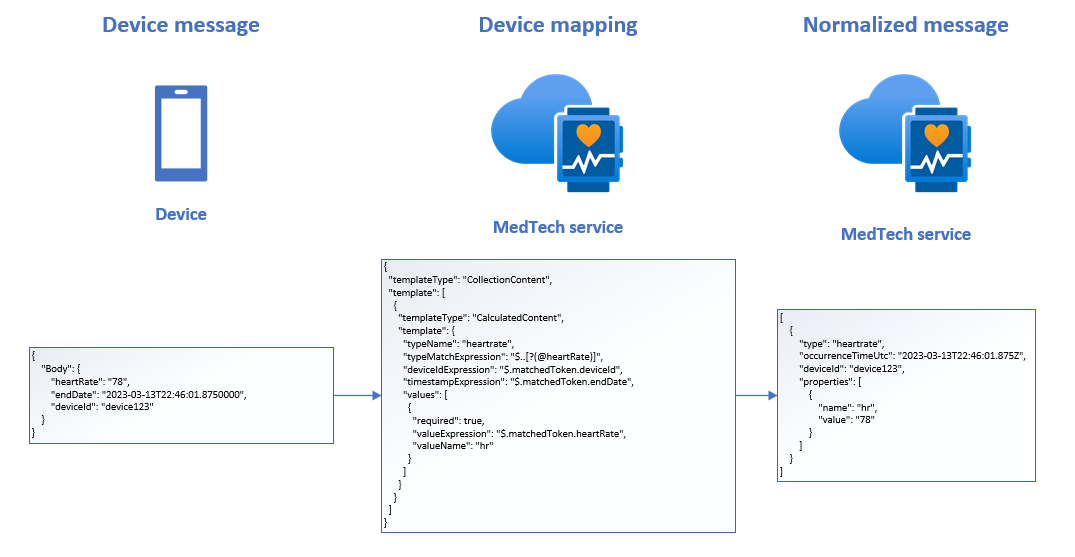 Device message
Device mapping
Normalized message
Device
MedTech service
MedTech service
{
"Body": {
"heartRate": "78",
"endDate": "2023-03-13T22:46:01.8750000",
"deviceId": "device123"
}
}
{
"templateType": "CollectionContent",
"template": [
{
"templateType": "CalculatedContent",
"template": {
"typeName": "heartrate",
"typeMatchExpression": "$..[?(@heartRate)]",
"deviceIdExpression": "$.matchedToken.deviceId",
"timestampExpression": "$.matchedToken.endDate",
"values": [
{
"required": true,
"valueExpression": "$.matchedToken.heartRate",
"valueName": "hr"
}
]
}
}
]
}
[
{
"type": "heartrate",
"occurrenceTimeUtc": "2023-03-13T22:46:01.875Z",
"deviceId": "device123",
"properties": [
{
"name": "hr",
"value": "78"
}
]
}
]